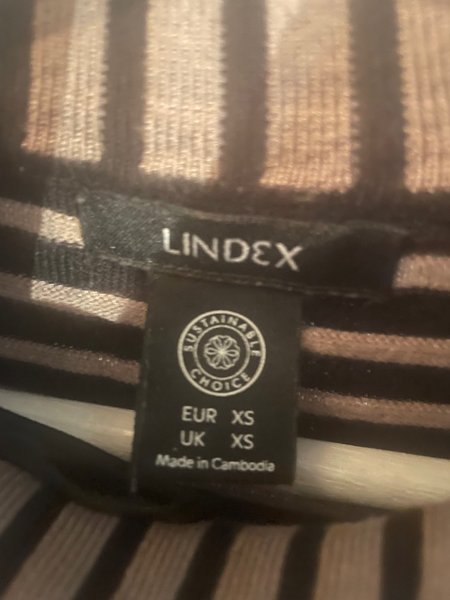 LINDEX
SUSTAINABLE
CHOICE
EUR XS
UK XS
Made in Cambodia